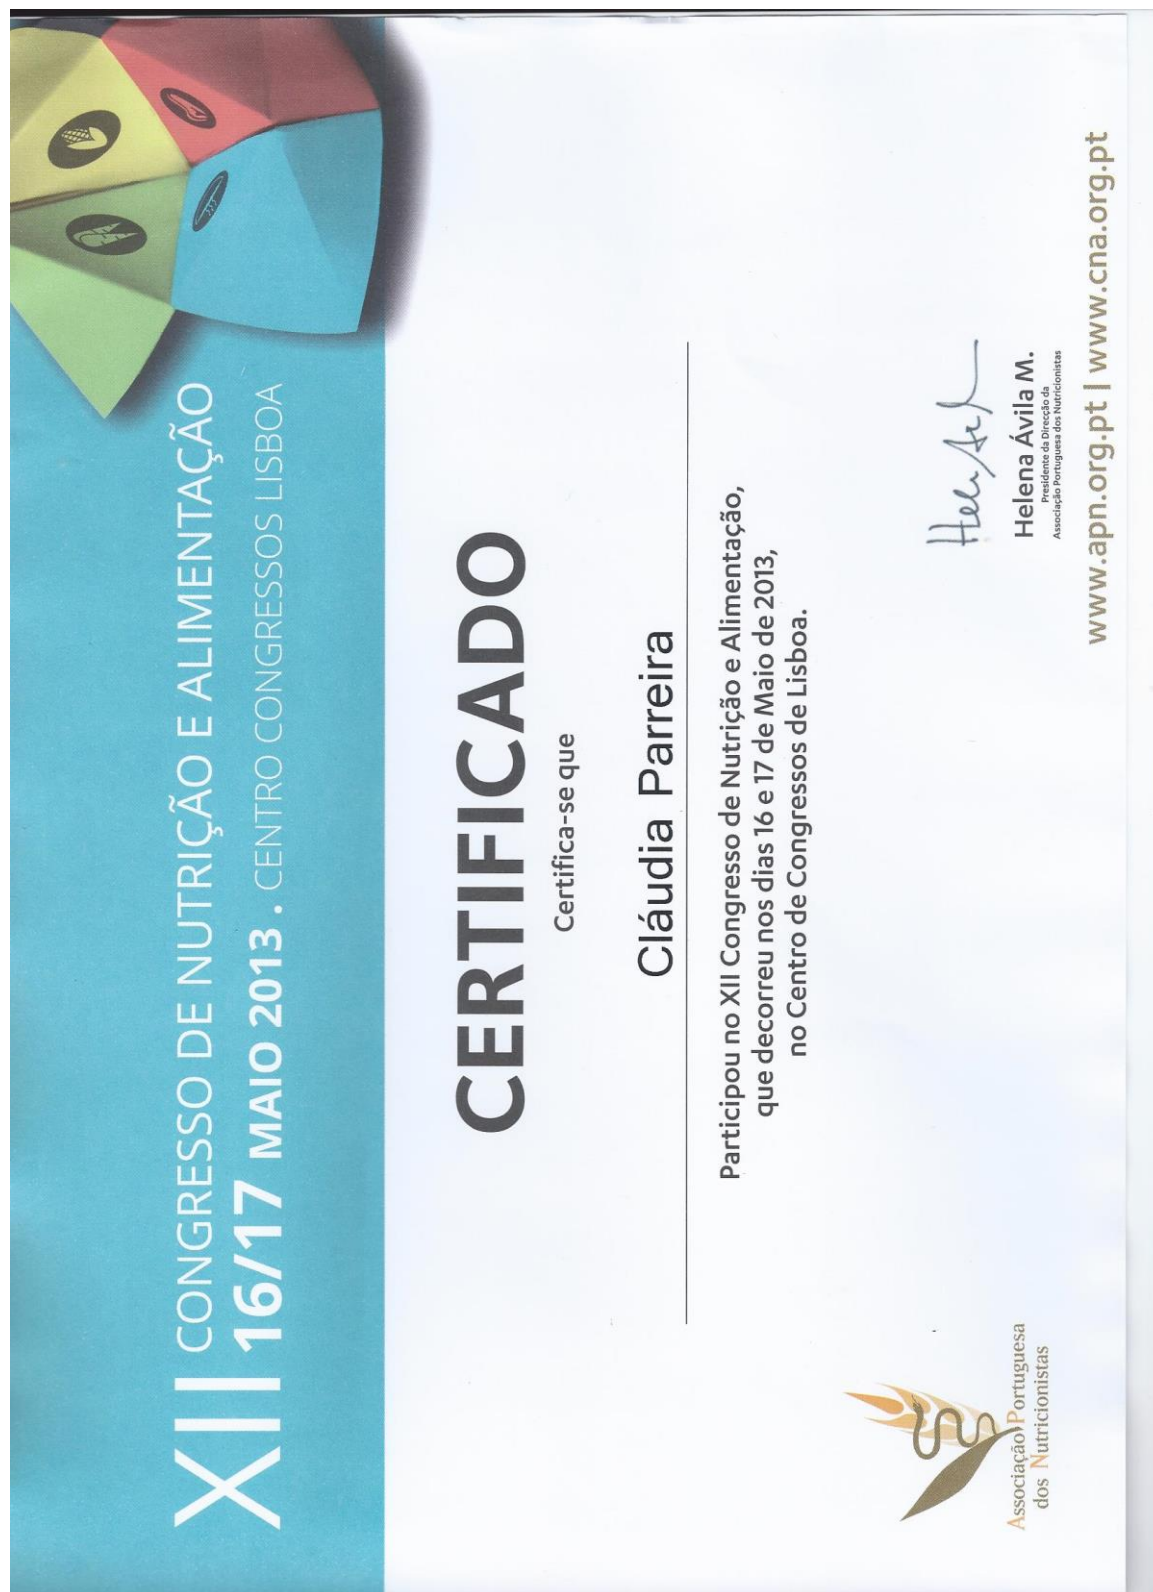 XII CONGRESSO DE NUTRIÇÃO E ALIMENTAÇÃO
16/17 MAIO 2013 . CENTRO CONGRESSOS LISBOA
CERTIFICADO
Certifica-se que
Cláudia Parreira
Participou no XII Congresso de Nutrição e Alimentação,
que decorreu nos dias 16 e 17 de Maio de 2013,
no Centro de Congressos de Lisboa.
Associação Portuguesa
dos Nutricionistas
Helena Ávila M.
Presidente da Direcção da
Associação Portuguesa dos Nutricionistas
www.apn.org.pt | www.cna.org.pt